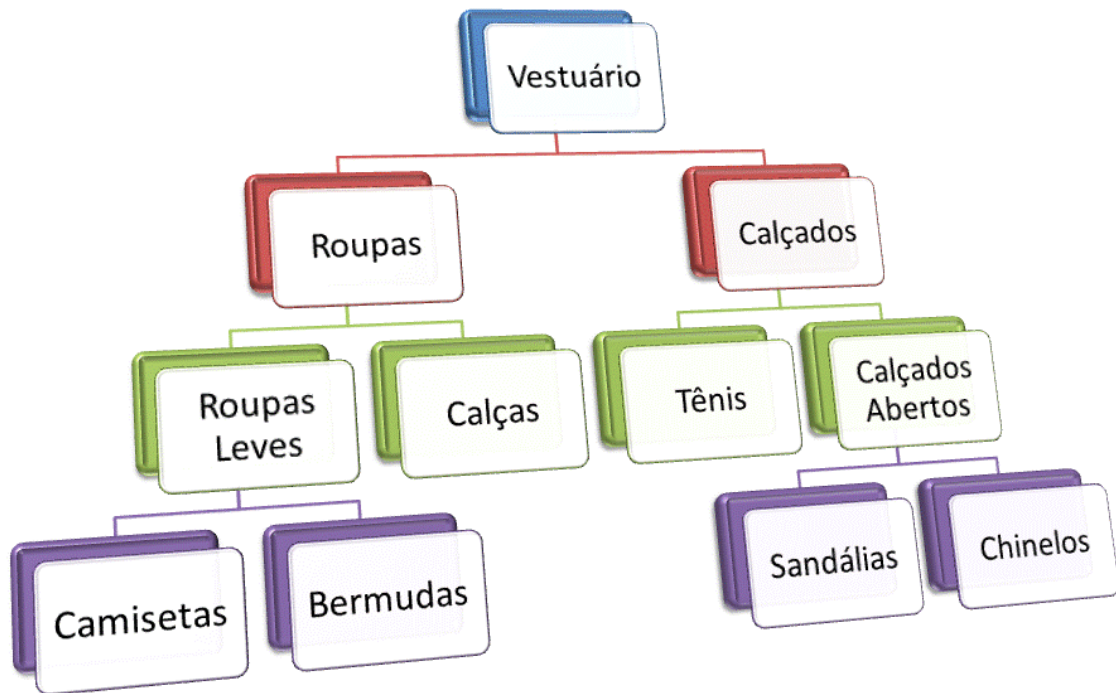 Vestuário
Roupas
Calçados
Roupas
Leves
Calças
Tênis
Calçados
Abertos
Camisetas
Bermudas
Sandálias
Chinelos